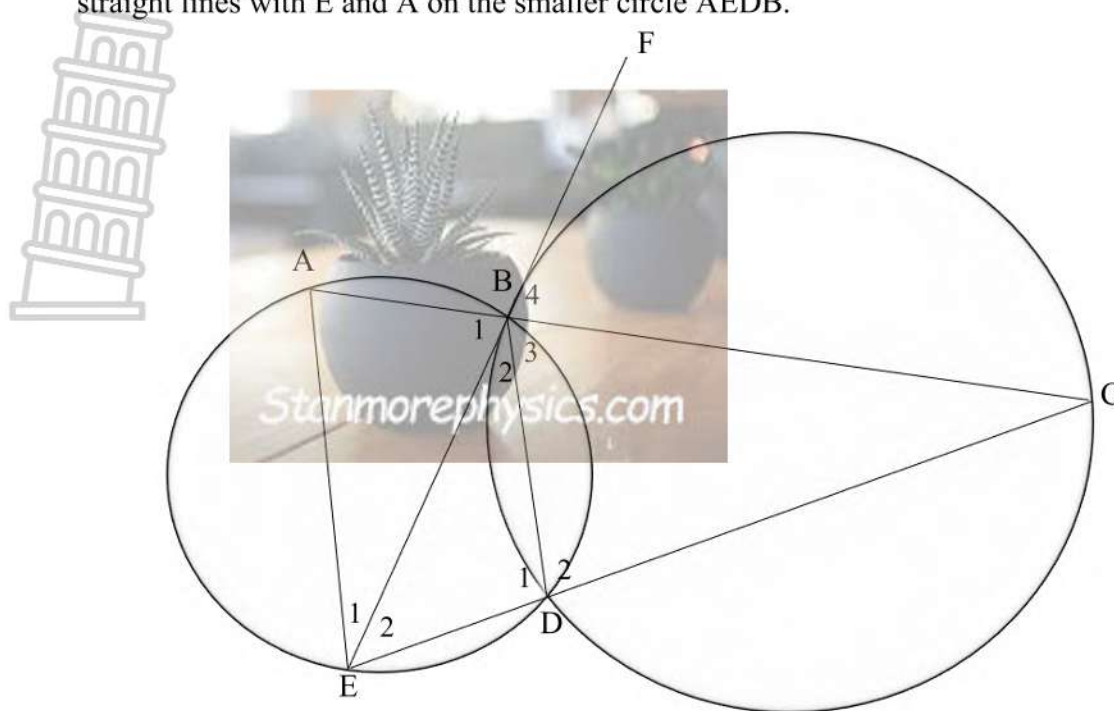 straight lines with E and A on the smaller circle AEDB.
F
A
B
4
1
3
2
Stanmorephysics.com
C
1
2
1
2
D
E